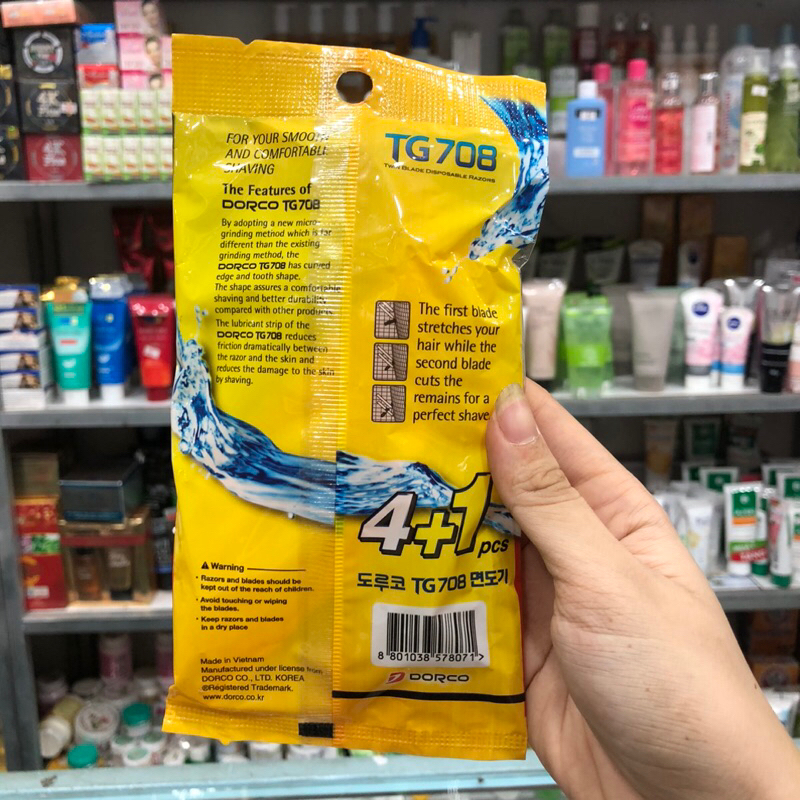 FOR YOUR SMOOTH
AND COMFORTABLE
SHAVING
The Features of
DORCO TG708
By adopting a new micro
grinding method which is far
different than the existing
grinding method, the
DORCO TG708 has curved
edge and tooth shape.
The shape assures a comfortable
shaving and better durability
compared with other products.
The lubricant strip of the
DORCO TG708 reduces
friction dramatically between
the razor and the skin and
reduces the damage to the skin
by shaving.
Warning
• Razors and blades should be
kept out of the reach of children.
• Avoid touching or wiping
the blades.
• Keep razors and blades
in a dry place
Made in Vietnam
Manufactured under license from
DORCO CO., LTD. KOREA
®Registered Trademark.
www.dorco.co.kr
TG708
TWIN BLADE DISPOSABLE RAZORS
The first blade
stretches your
hair while the
second blade
cuts the
remains for a
perfect shave
4+1 pcs
도루코 TG708 면도기
8 801038 578071 >
DORCO